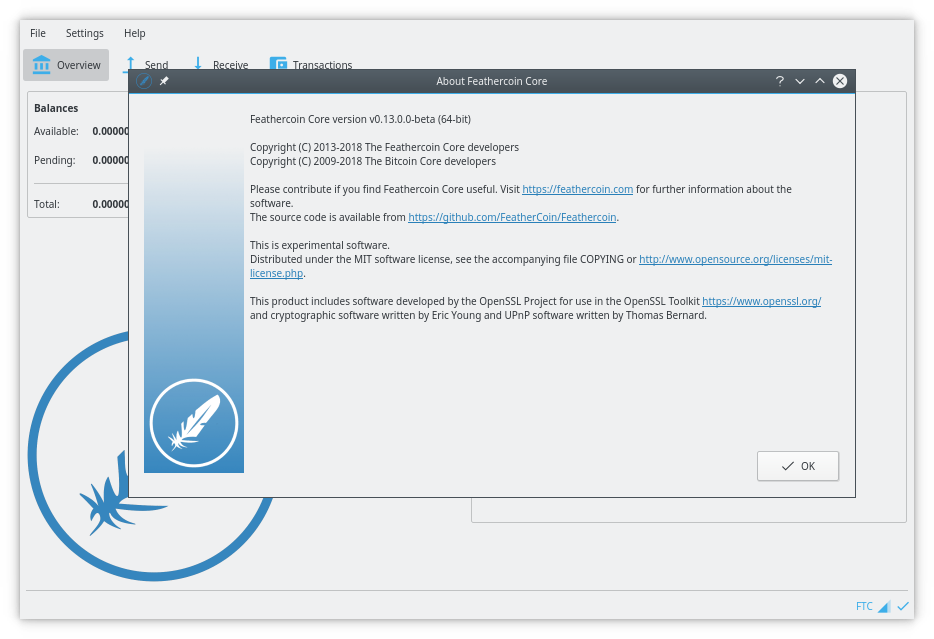 File Settings Help
Overview Send Receive Transactions
About Feathercoin Core
Balances
Available: 0.00000
Pending: 0.00000
Total: 0.00000
Feathercoin Core version v0.13.0.0-beta (64-bit)
Copyright (C) 2013-2018 The Feathercoin Core developers
Copyright (C) 2009-2018 The Bitcoin Core developers
Please contribute if you find Feathercoin Core useful. Visit https://feathercoin.com for further information about the
software.
The source code is available from https://github.com/FeatherCoin/Feathercoin.
This is experimental software.
Distributed under the MIT software license, see the accompanying file COPYING or http://www.opensource.org/licenses/mit-
license.php.
This product includes software developed by the OpenSSL Project for use in the OpenSSL Toolkit https://www.openssl.org/
and cryptographic software written by Eric Young and UPnP software written by Thomas Bernard.
OK
FTC